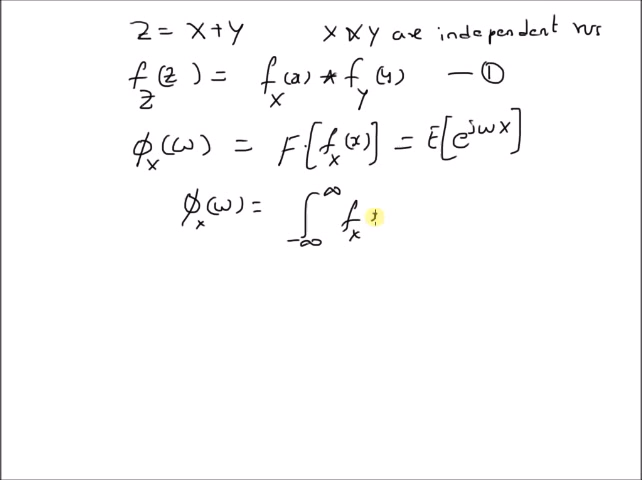 Z = X + Y X & Y are independent rvs
f_Z(z) = f_X(x) * f_Y(y) — ①
ϕ_x(ω) = F[f_x(x)] = E[e^{jωx}]
ϕ_x(ω) = ∫_{-∞}^{∞} f_x